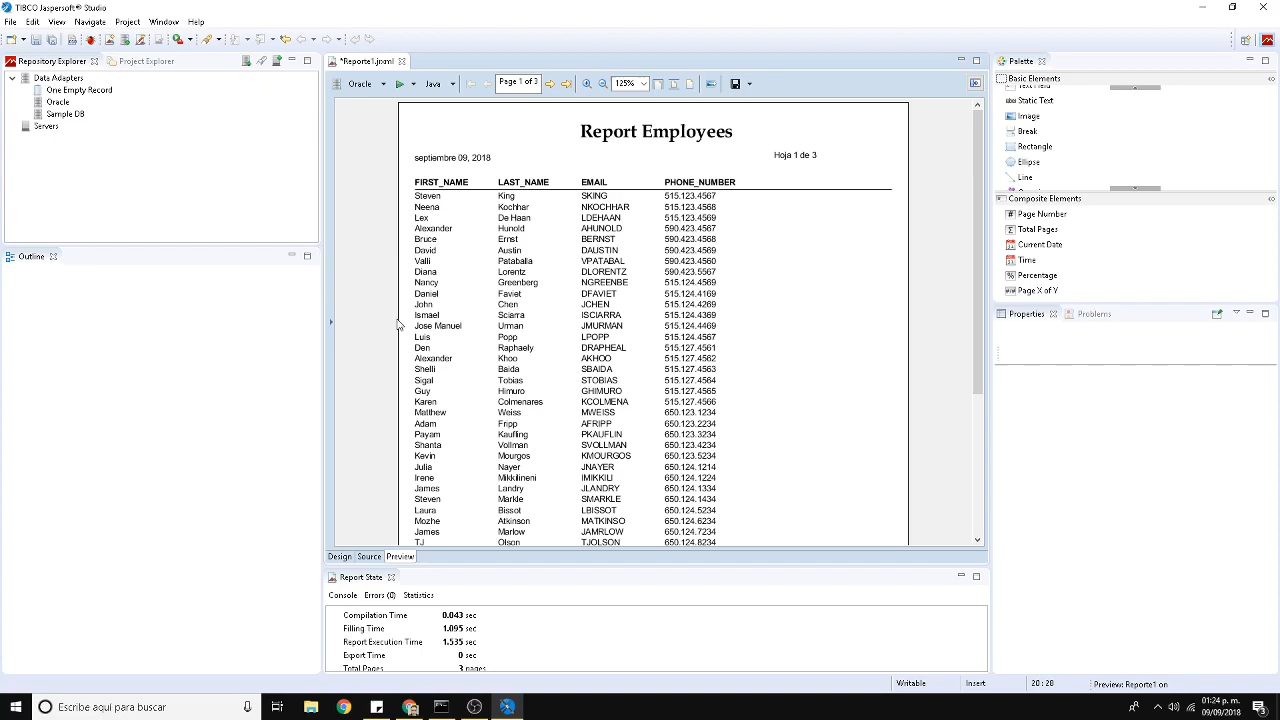 TIBCO Jaspersoft® Studio
File Edit View Navigate Project Window Help
Repository Explorer Project Explorer
Data Adapters
One Empty Record
Oracle
Sample DB
Servers
Outline
*Reporte1.jrxml
Oracle Java Page 1 of 3 125%
Report Employees
septiembre 09, 2018 Hoja 1 de 3
FIRST_NAME LAST_NAME EMAIL PHONE_NUMBER
Steven King SKING 515.123.4567
Neena Kochhar NKOCHHAR 515.123.4568
Lex De Haan LDEHAAN 515.123.4569
Alexander Hunold AHUNOLD 590.423.4567
Bruce Ernst BERNST 590.423.4568
David Austin DAUSTIN 590.423.4569
Valli Pataballa VPATABAL 590.423.4560
Diana Lorentz DLORENTZ 590.423.5567
Nancy Greenberg NGREENBE 515.124.4569
Daniel Faviet DFAVIET 515.124.4169
John Chen JCHEN 515.124.4269
Ismael Sciarra ISCIARRA 515.124.4369
Jose Manuel Urman JMURMAN 515.124.4469
Luis Popp LPOPP 515.124.4567
Den Raphaely DRAPHEAL 515.127.4561
Alexander Khoo AKHOO 515.127.4562
Shelli Baida SBAIDA 515.127.4563
Sigal Tobias STOBIAS 515.127.4564
Guy Himuro GHIMURO 515.127.4565
Karen Colmenares KCOLMENA 515.127.4566
Matthew Weiss MWEISS 650.123.1234
Adam Fripp AFRIPP 650.123.2234
Payam Kaufling PKAUFLIN 650.123.3234
Shanta Vollman SVOLLMAN 650.123.4234
Kevin Mourgos KMOURGOS 650.123.5234
Julia Nayer JNAYER 650.124.1214
Irene Mikkilineni IMIKKILI 650.124.1224
James Landry JLANDRY 650.124.1334
Steven Markle SMARKLE 650.124.1434
Laura Bissot LBISSOT 650.124.5234
Mozhe Atkinson MATKINSO 650.124.6234
James Marlow JAMRLOW 650.124.7234
TJ Olson TJOLSON 650.124.8234
Design Source Preview
Report State
Console Errors (0) Statistics
Compilation Time 0.043 sec
Filling Time 1.095 sec
Report Execution Time 1.535 sec
Export Time 0 sec
Total Pages 3 pages
Palette
Basic Elements
Text Field
Static Text
Image
Break
Rectangle
Ellipse
Line
Composite Elements
Page Number
Total Pages
Current Date
Time
Percentage
Page X of Y
Properties Problems
Writable Insert 20 : 28 Preview: Reporte1 on
Escribe aquí para buscar
01:24 p. m.
09/09/2018